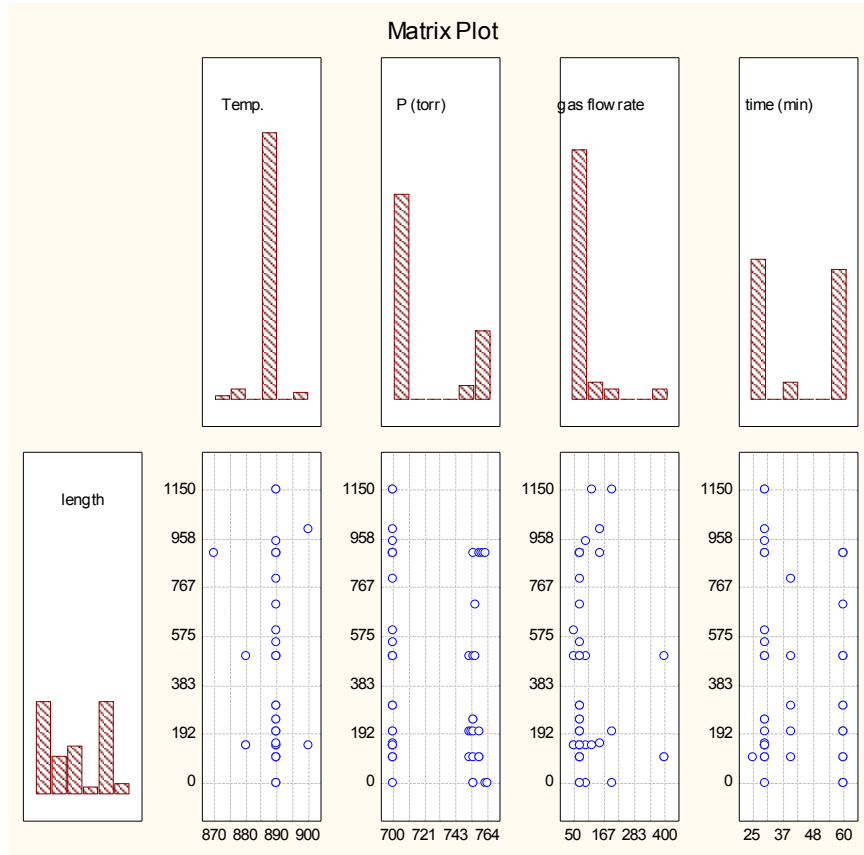 Matrix Plot
Temp.
P (torr)
gas flow rate
time (min)
length
1150 1150 1150 1150
958 958 958 958
767 767 767 767
575 575 575 575
383 383 383 383
192 192 192 192
0 0 0 0
870 880 890 900 700 721 743 764 50 167 283 400 25 37 48 60